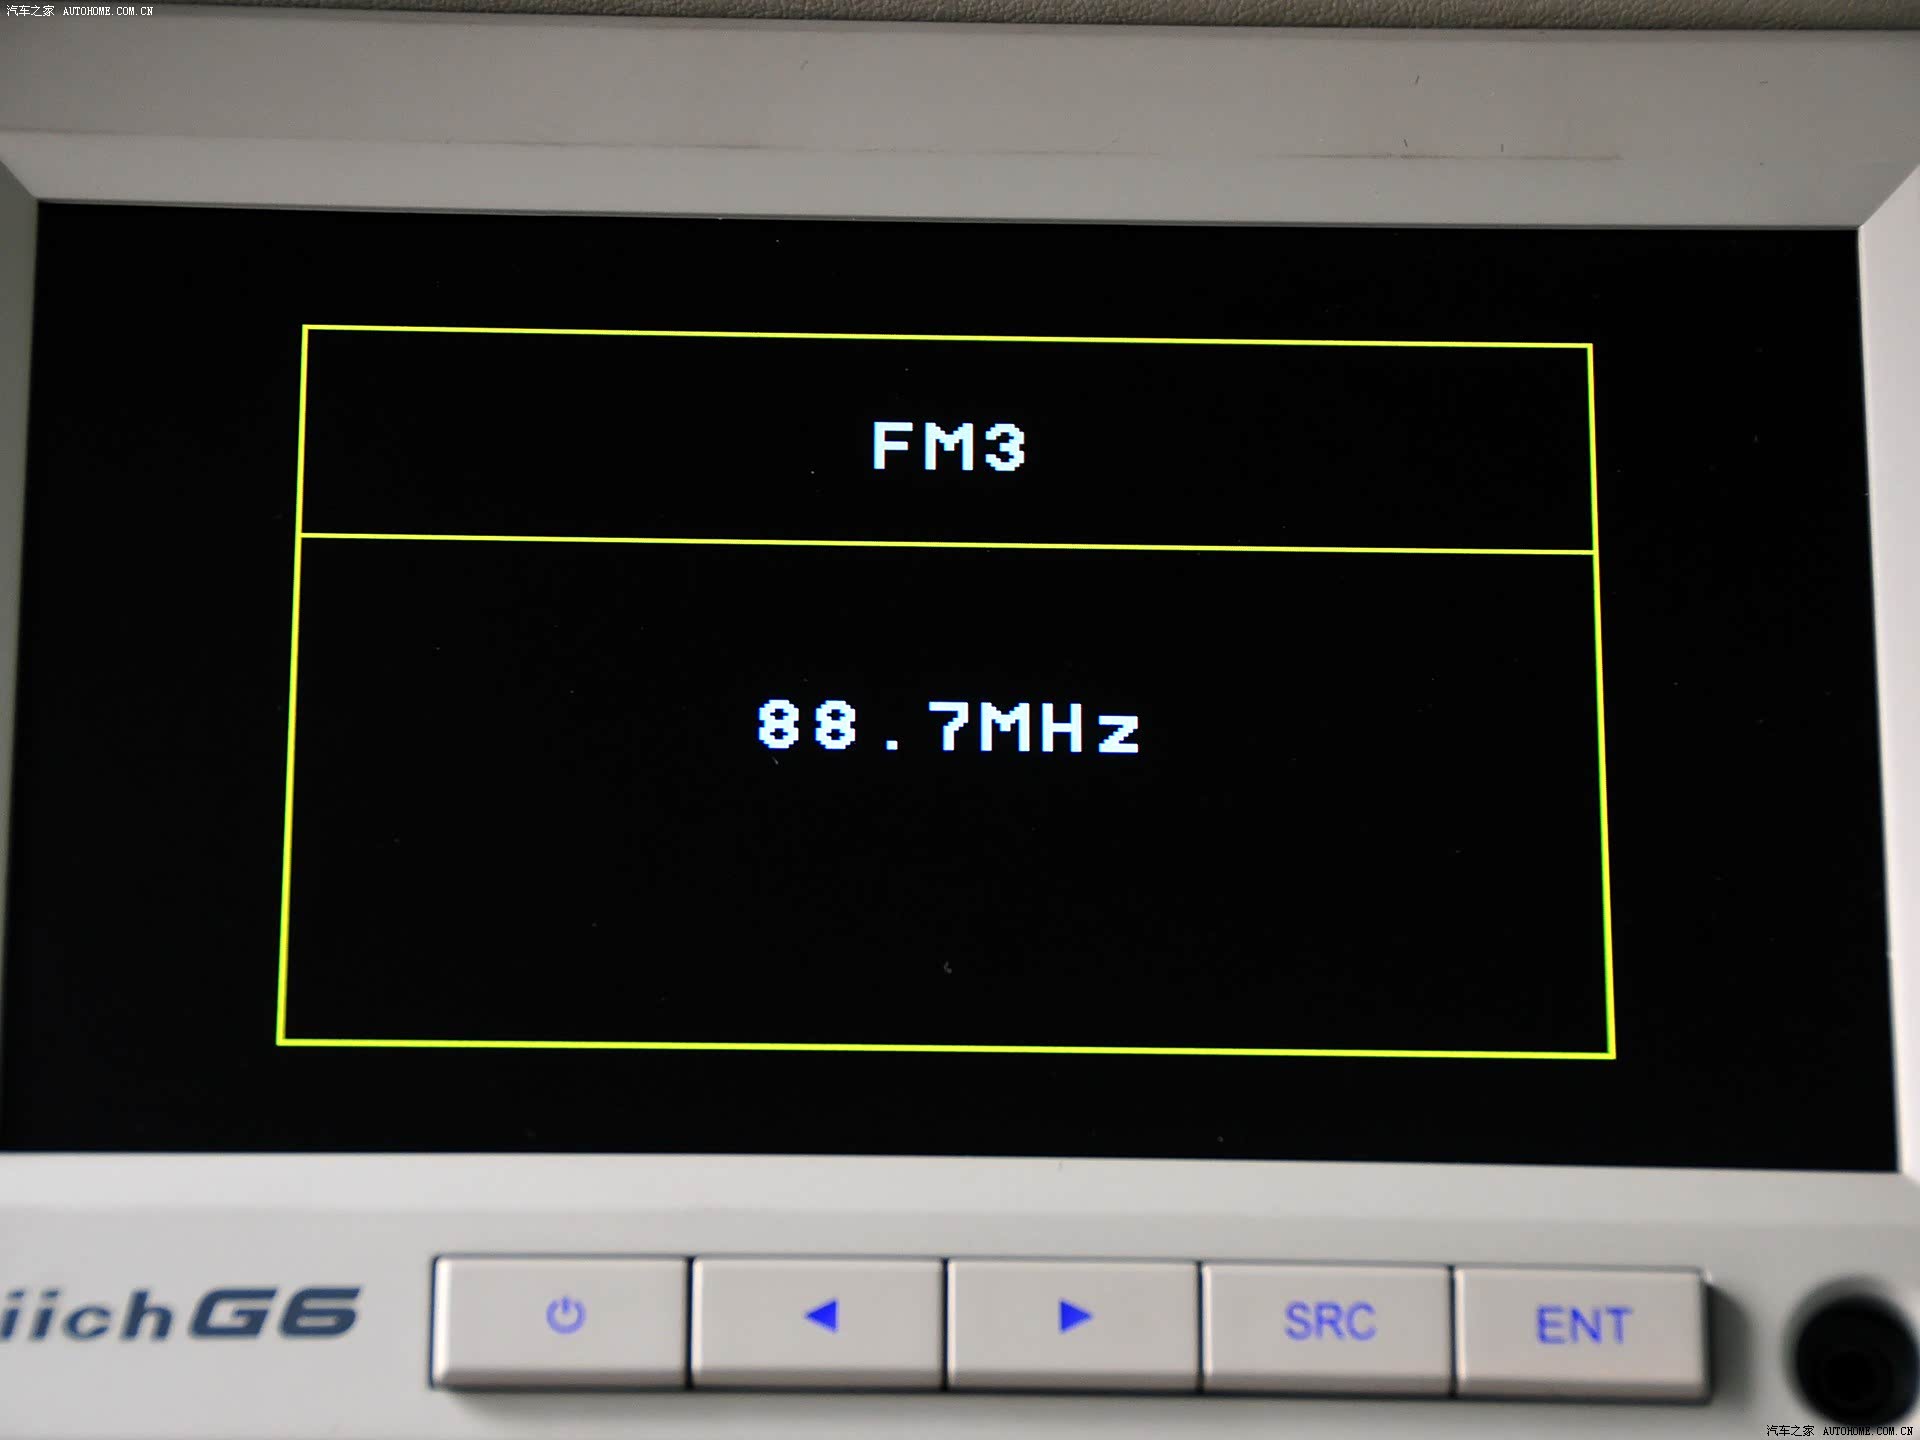 汽车之家 AUTOHOME.COM.CN
FM3
88.7MHz
iichG6
SRC
ENT
汽车之家 AUTOHOME.COM.CN